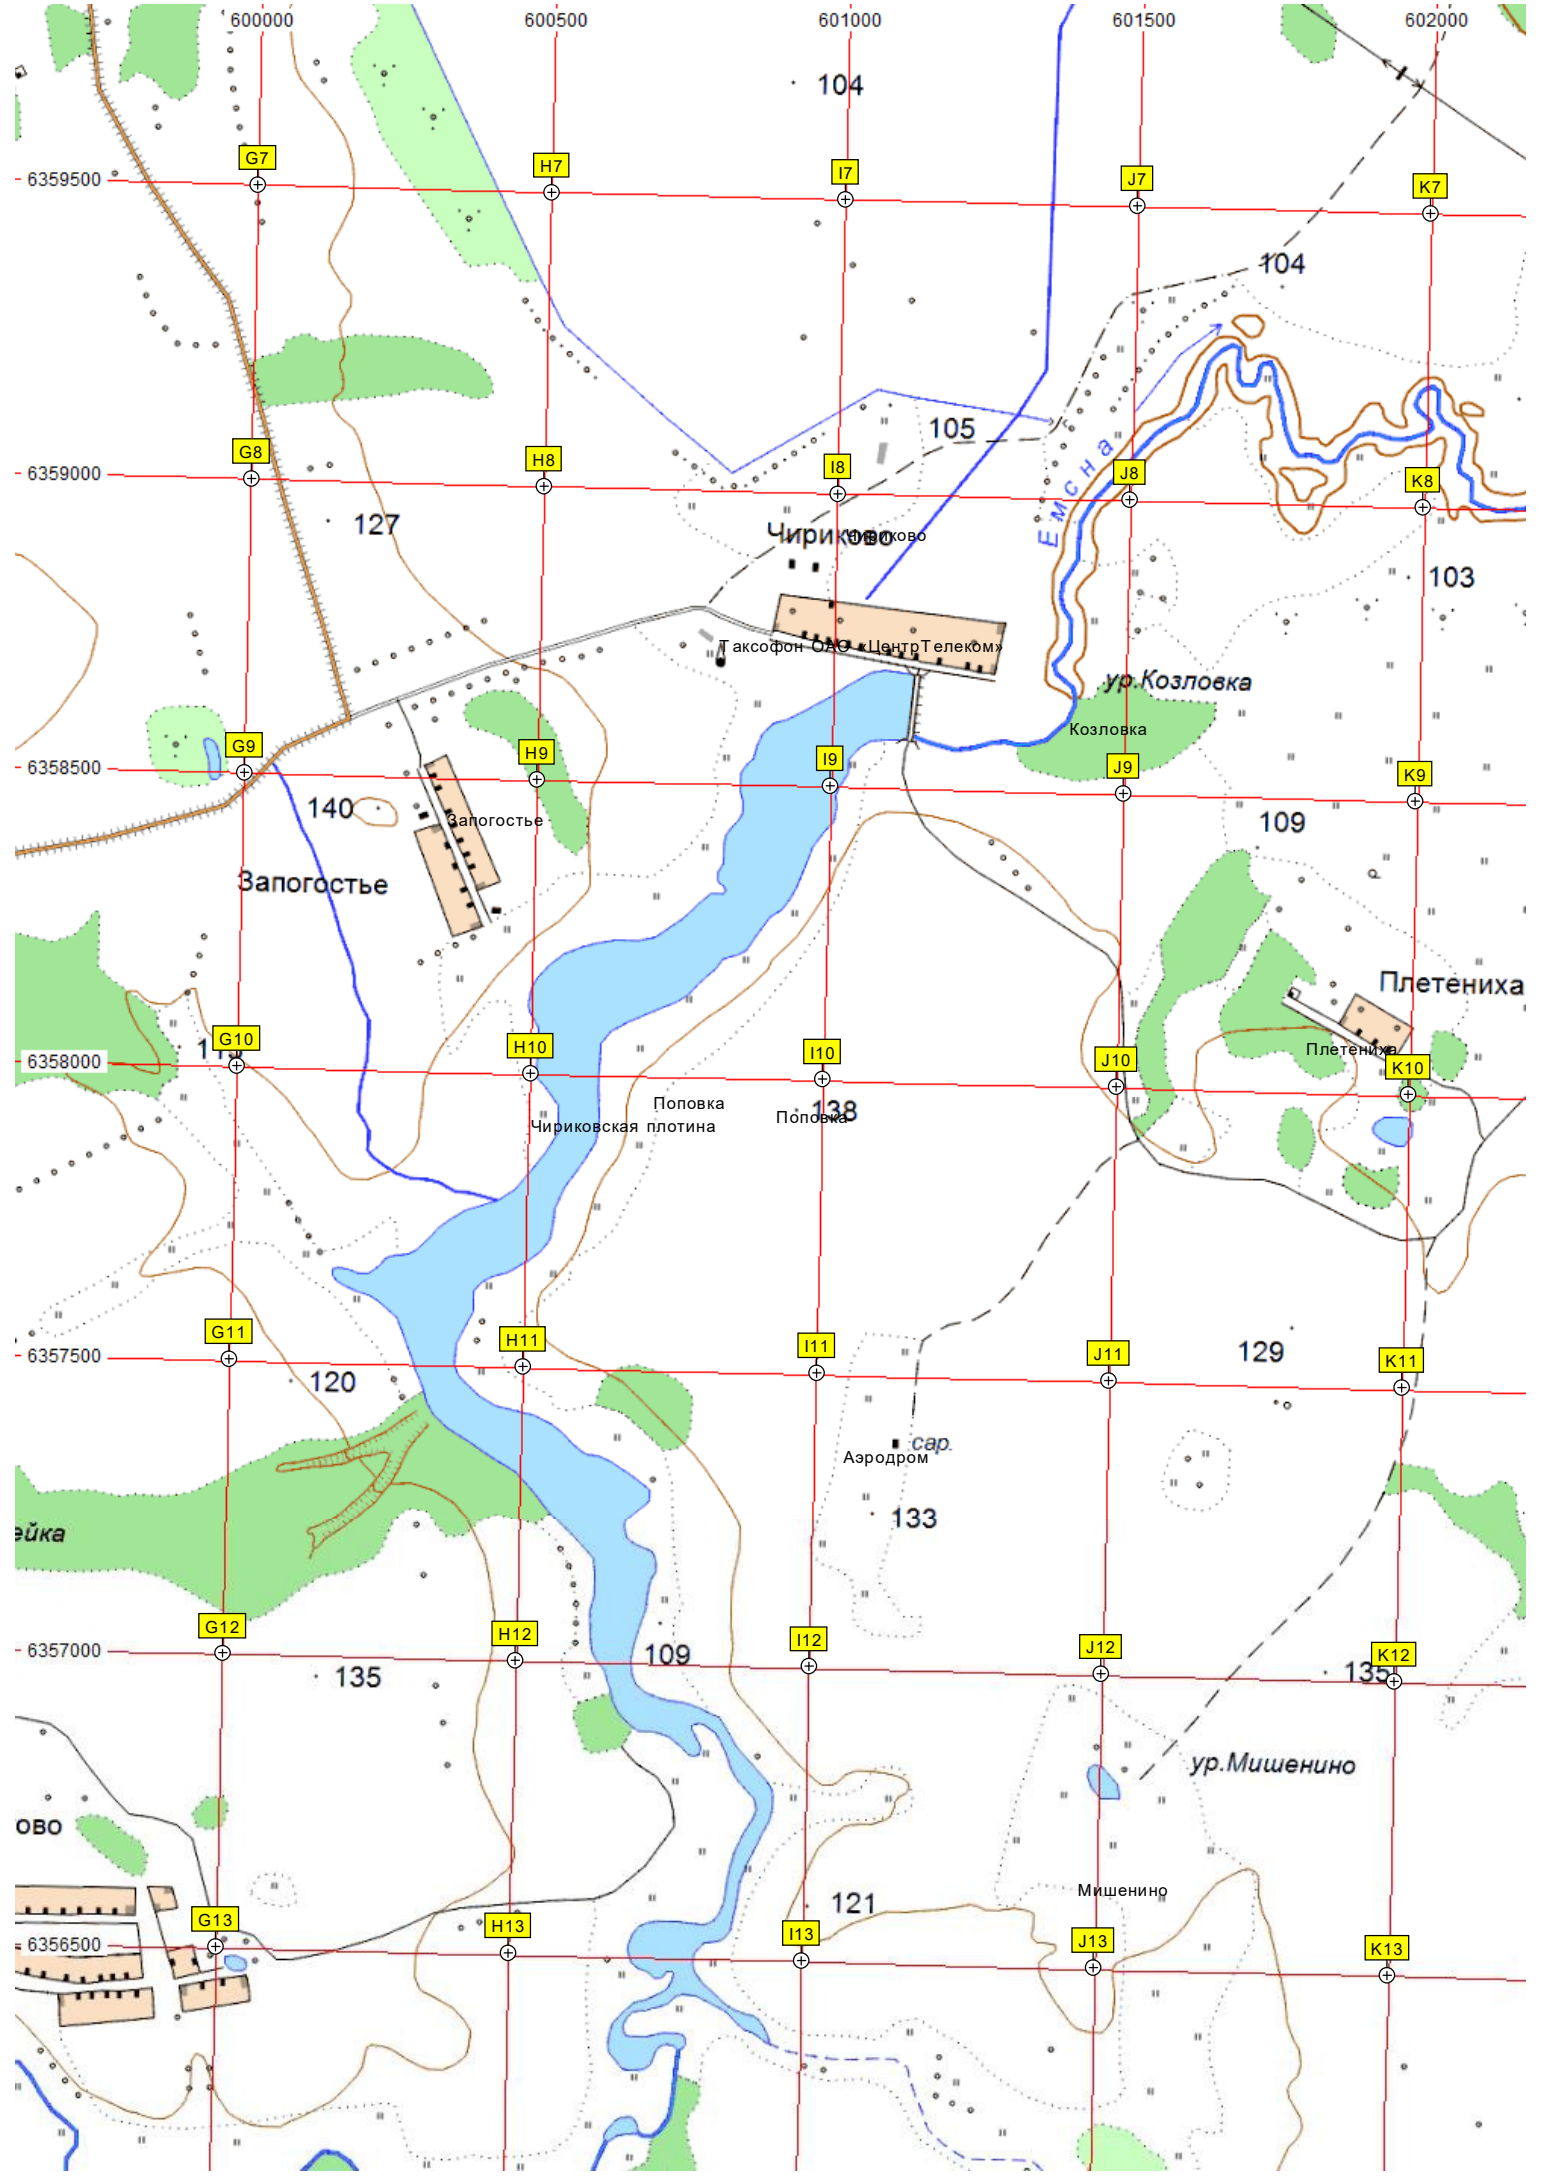 600000 600500 601000 601500 602000
104
G7 H7 I7 J7 K7
6359500
104
105
Емсна
G8 H8 I8 J8 K8
6359000
127
Чириково
Чириково
103
Таксофон ОАО «ЦентрТелеком»
ур.Козловка
Козловка
G9 H9 I9 J9 K9
6358500
140
Запогостье
109
Запогостье
Плетениха
Плетениха
G10 H10 I10 J10 K10
6358000
Поповка
138
Поповка
Чириковская плотина
G11 H11 I11 J11 K11
6357500
129
120
сар.
Аэродром
133
ейка
G12 H12 I12 J12 K12
6357000
109
135
135
ур.Мишенино
ово
Мишенино
121
G13 H13 I13 J13 K13
6356500